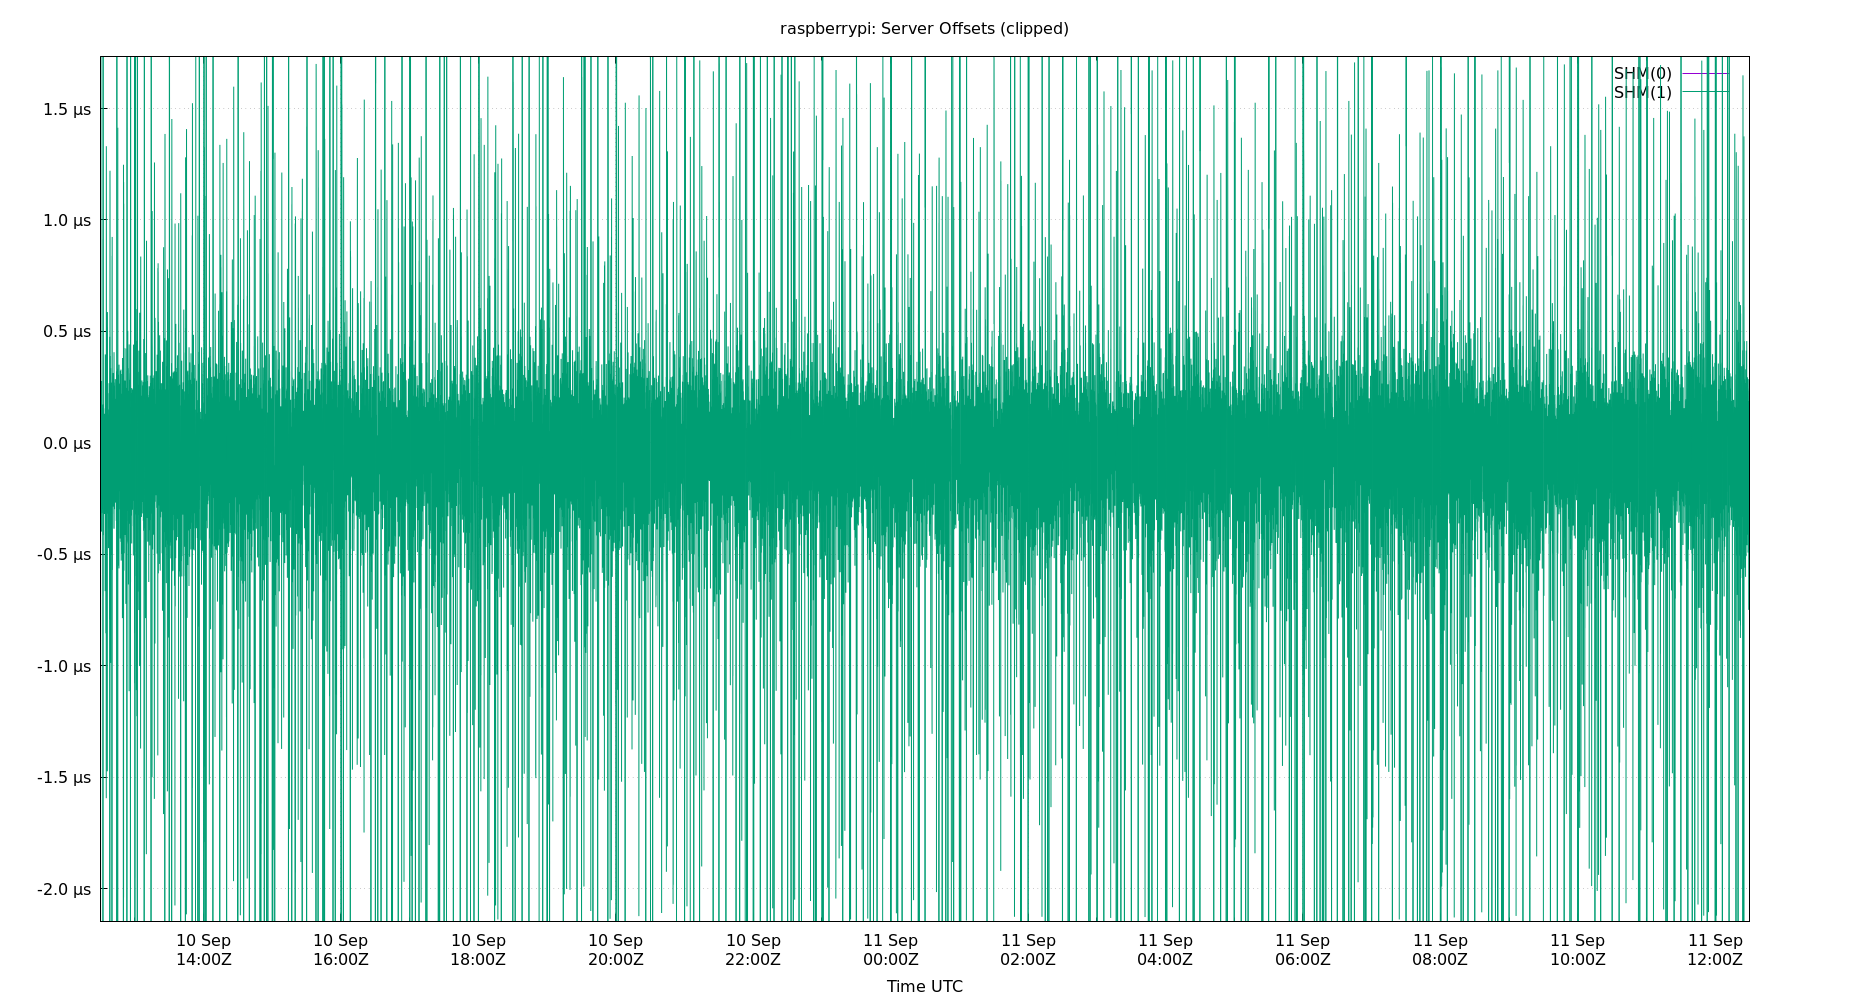 raspberrypi: Server Offsets (clipped)
SHM(0)
SHM(1)
1.5 µs
1.0 µs
0.5 µs
0.0 µs
-0.5 µs
-1.0 µs
-1.5 µs
-2.0 µs
10 Sep 10 Sep 10 Sep 10 Sep 10 Sep 11 Sep 11 Sep 11 Sep 11 Sep 11 Sep 11 Sep 11 Sep
14:00Z 16:00Z 18:00Z 20:00Z 22:00Z 00:00Z 02:00Z 04:00Z 06:00Z 08:00Z 10:00Z 12:00Z
Time UTC